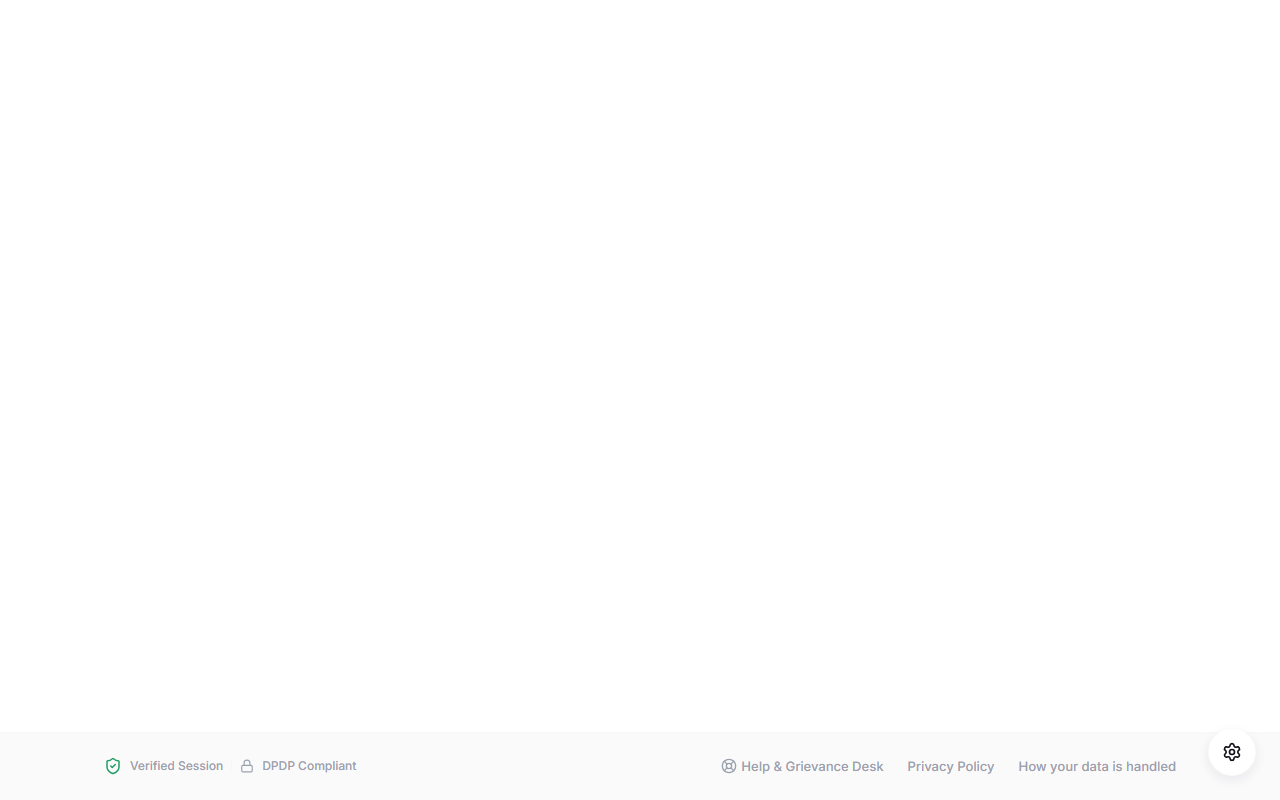 Verified Session
DPDP Compliant
Help & Grievance Desk
Privacy Policy
How your data is handled